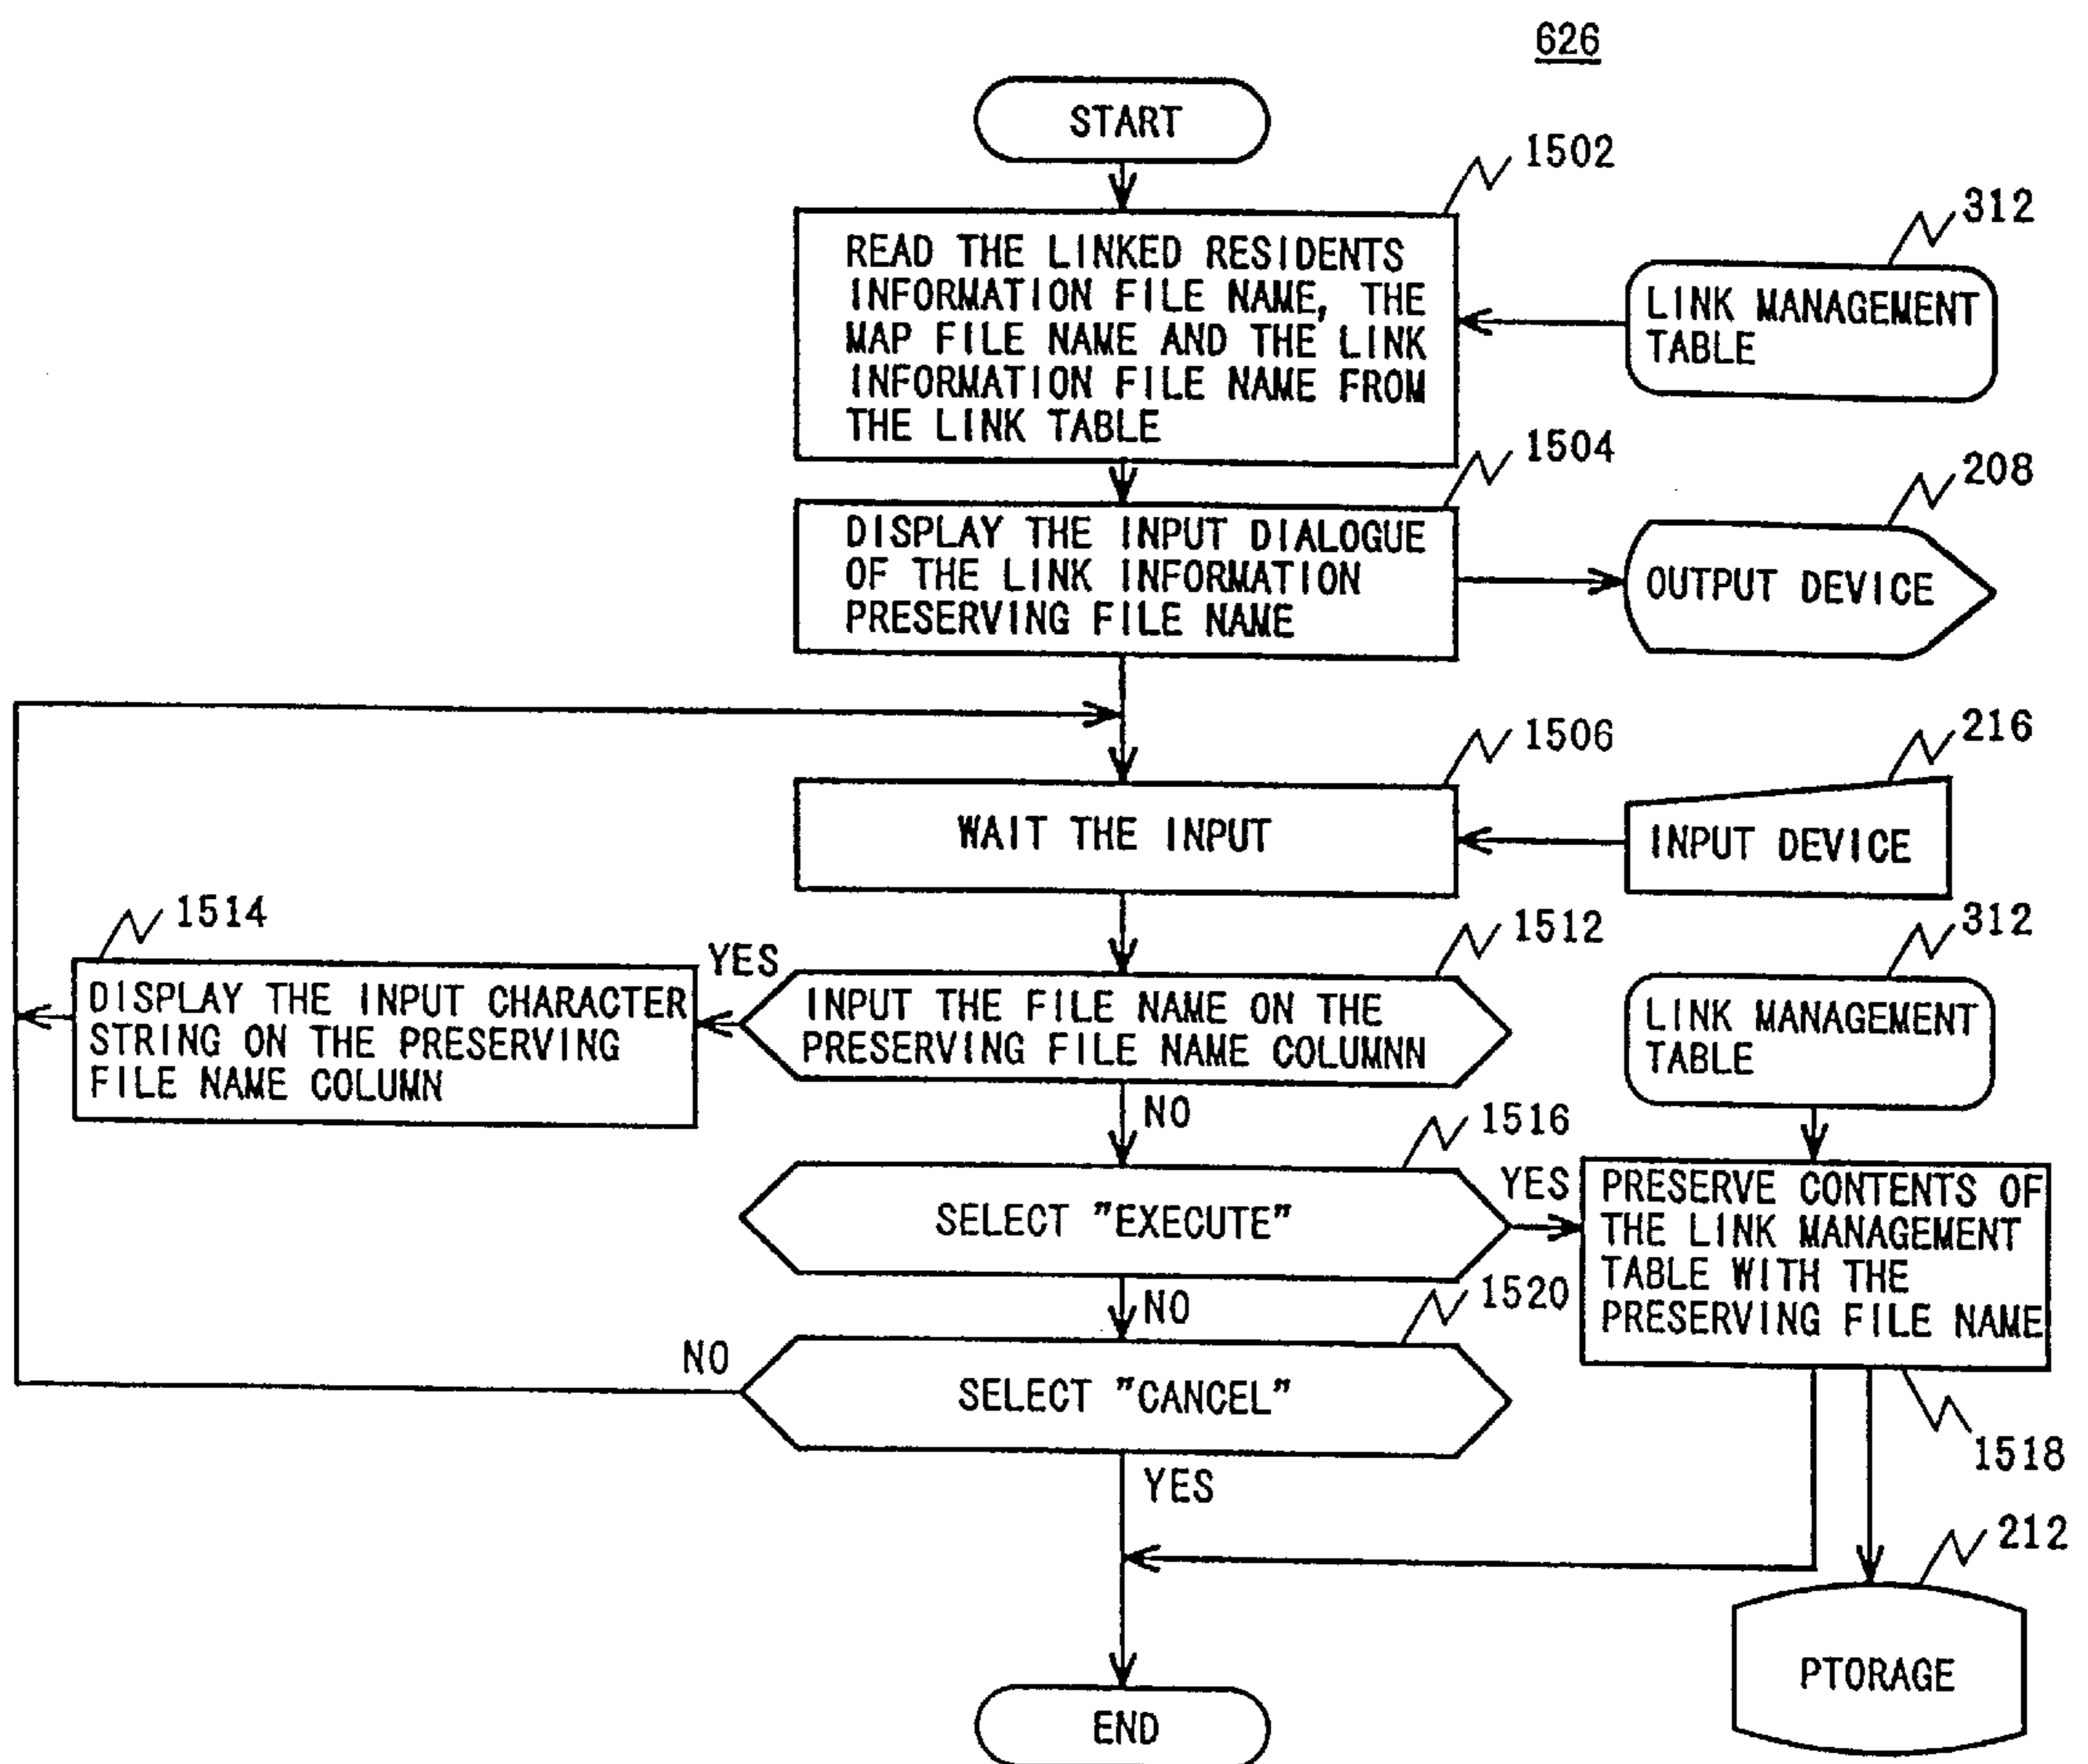 626
START
1502
READ THE LINKED RESIDENTS
INFORMATION FILE NAME, THE
MAP FILE NAME AND THE LINK
INFORMATION FILE NAME FROM
THE LINK TABLE
312
LINK MANAGEMENT
TABLE
1504
DISPLAY THE INPUT DIALOGUE
OF THE LINK INFORMATION
PRESERVING FILE NAME
208
OUTPUT DEVICE
1506
WAIT THE INPUT
216
INPUT DEVICE
1514
DISPLAY THE INPUT CHARACTER
STRING ON THE PRESERVING
FILE NAME COLUMN
YES
1512
INPUT THE FILE NAME ON THE
PRESERVING FILE NAME COLUMNN
NO
312
LINK MANAGEMENT
TABLE
1516
SELECT "EXECUTE"
YES
NO
PRESERVE CONTENTS OF
THE LINK MANAGEMENT
TABLE WITH THE
PRESERVING FILE NAME
1518
1520
NO
SELECT "CANCEL"
YES
212
PTORAGE
END